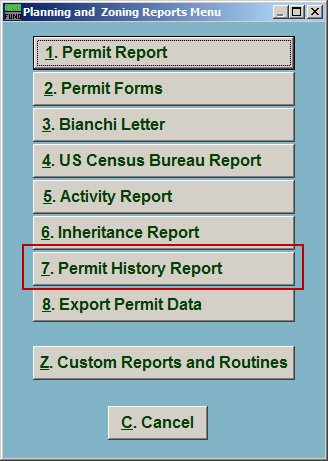 FUND
Planning and Zoning Reports Menu
1. Permit Report
2. Permit Forms
3. Bianchi Letter
4. US Census Bureau Report
5. Activity Report
6. Inheritance Report
7. Permit History Report
8. Export Permit Data
Z. Custom Reports and Routines
C. Cancel